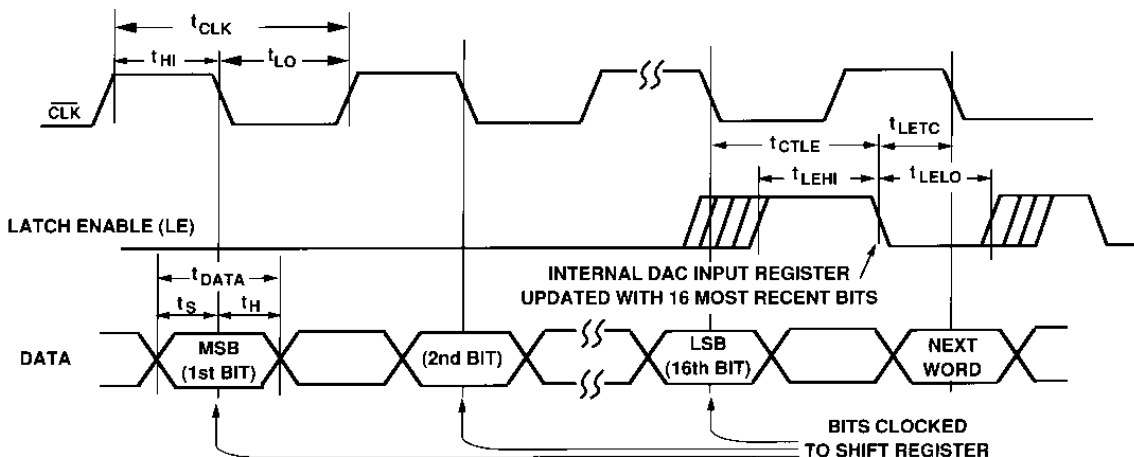 tCLK
tHI
tLO
CLK
tCTLE
tLETC
tLEHI
tLELO
LATCH ENABLE (LE)
tDATA
INTERNAL DAC INPUT REGISTER
UPDATED WITH 16 MOST RECENT BITS
tS
tH
DATA
MSB
(1st BIT)
(2nd BIT)
LSB
(16th BIT)
NEXT
WORD
BITS CLOCKED
TO SHIFT REGISTER